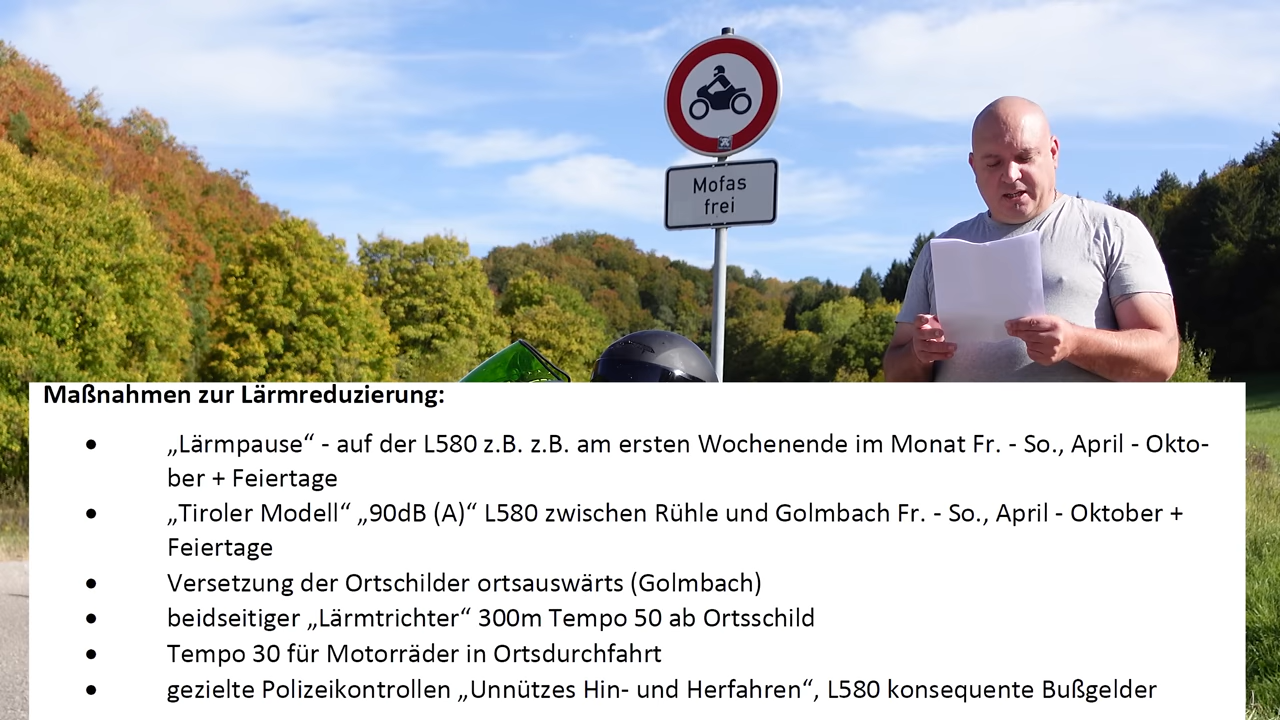 Mofas
frei
Maßnahmen zur Lärmreduzierung:
• „Lärmpause“ - auf der L580 z.B. z.B. am ersten Wochenende im Monat Fr. - So., April - Okto-
ber + Feiertage
• „Tiroler Modell“ „90dB (A)“ L580 zwischen Rühle und Golmbach Fr. - So., April - Oktober +
Feiertage
• Versetzung der Ortschilder ortsauswärts (Golmbach)
• beidseitiger „Lärmtrichter“ 300m Tempo 50 ab Ortsschild
• Tempo 30 für Motorräder in Ortsdurchfahrt
• gezielte Polizeikontrollen „Unnützes Hin- und Herfahren“, L580 konsequente Bußgelder